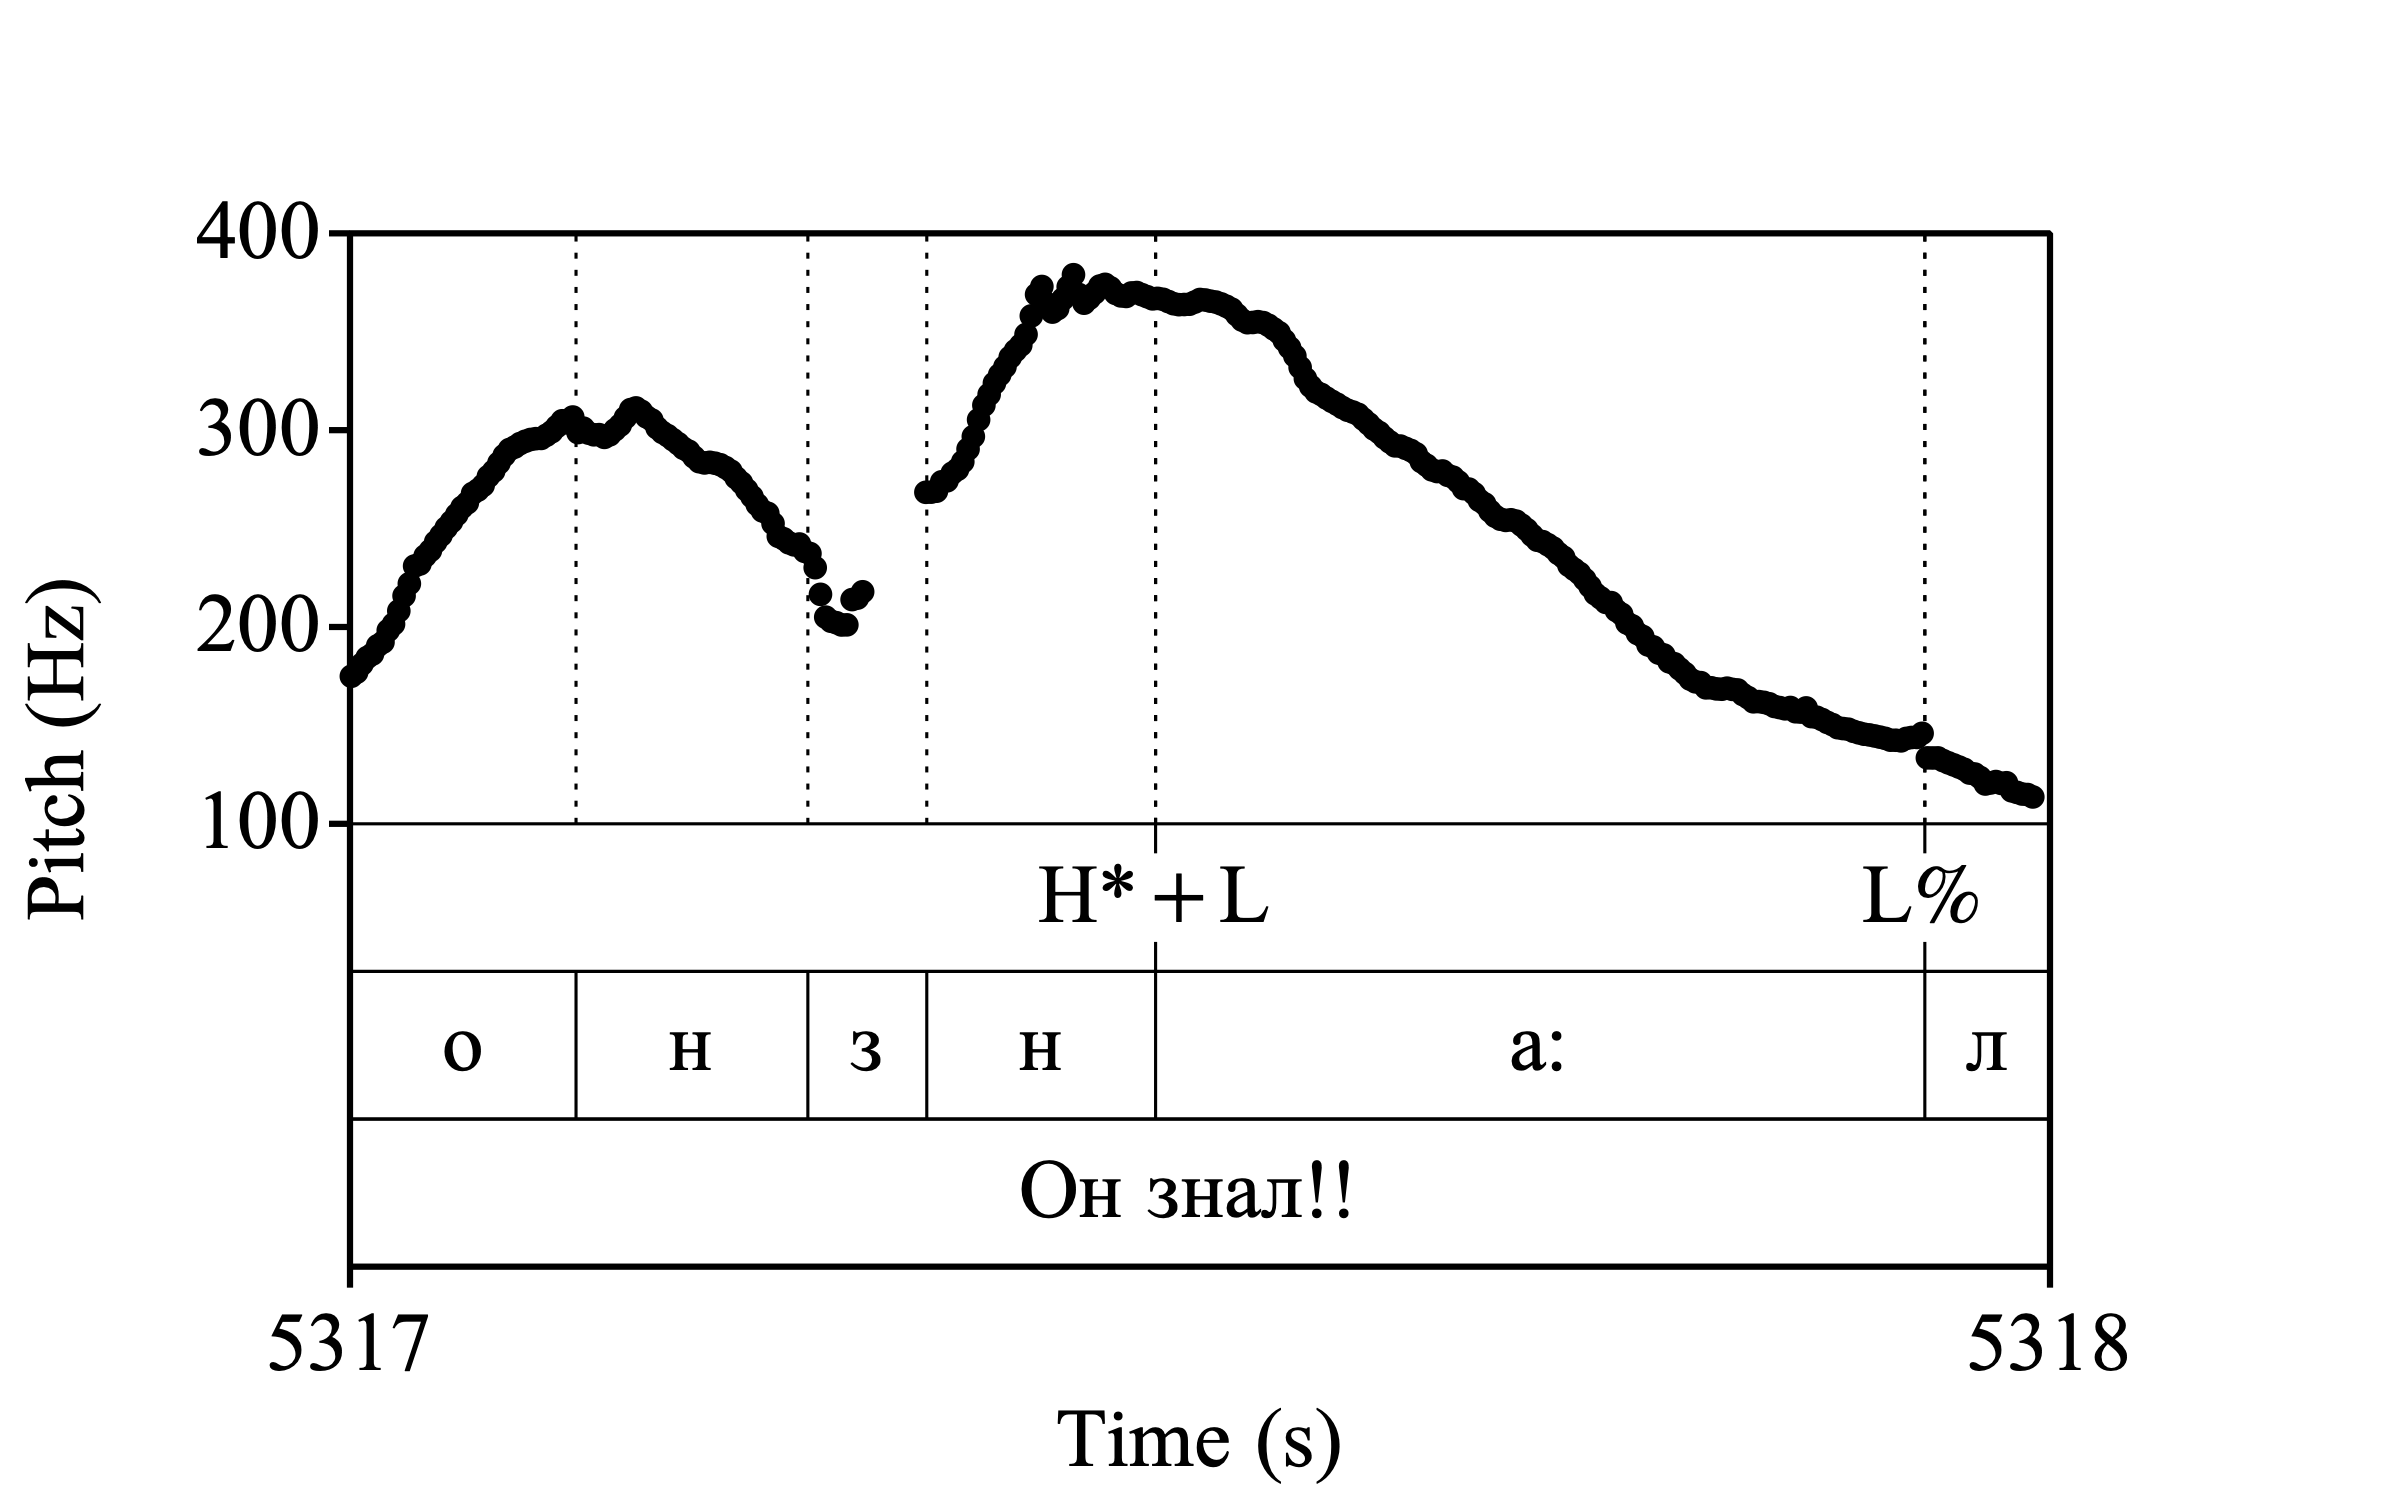 400
300
200
100
Pitch (Hz)
H* + L L%
о н з н а: л
Он знал!!
5317 5318
Time (s)